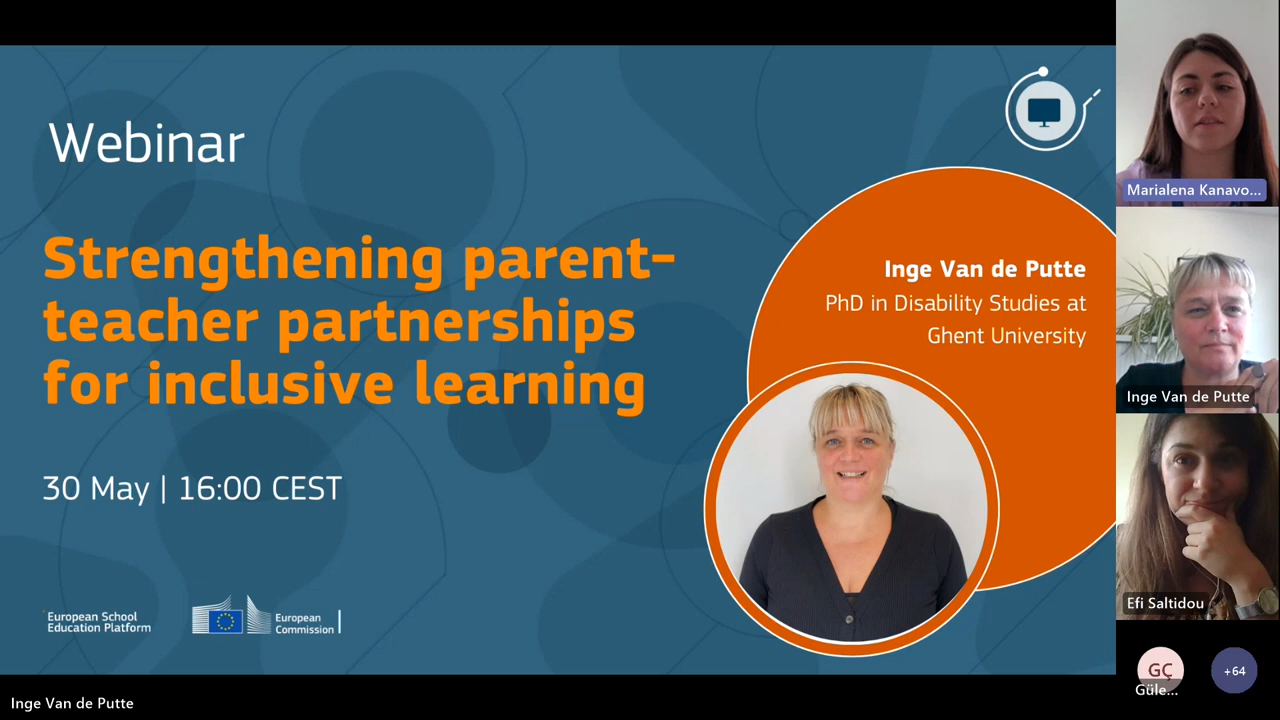 Webinar
Strengthening parent-
teacher partnerships
for inclusive learning
30 May | 16:00 CEST
Inge Van de Putte
PhD in Disability Studies at
Ghent University
European School
Education Platform
European
Commission
Inge Van de Putte
Marialena Kanavo...
Inge Van de Putte
Efi Saltidou
GÇ
Güle...
+64